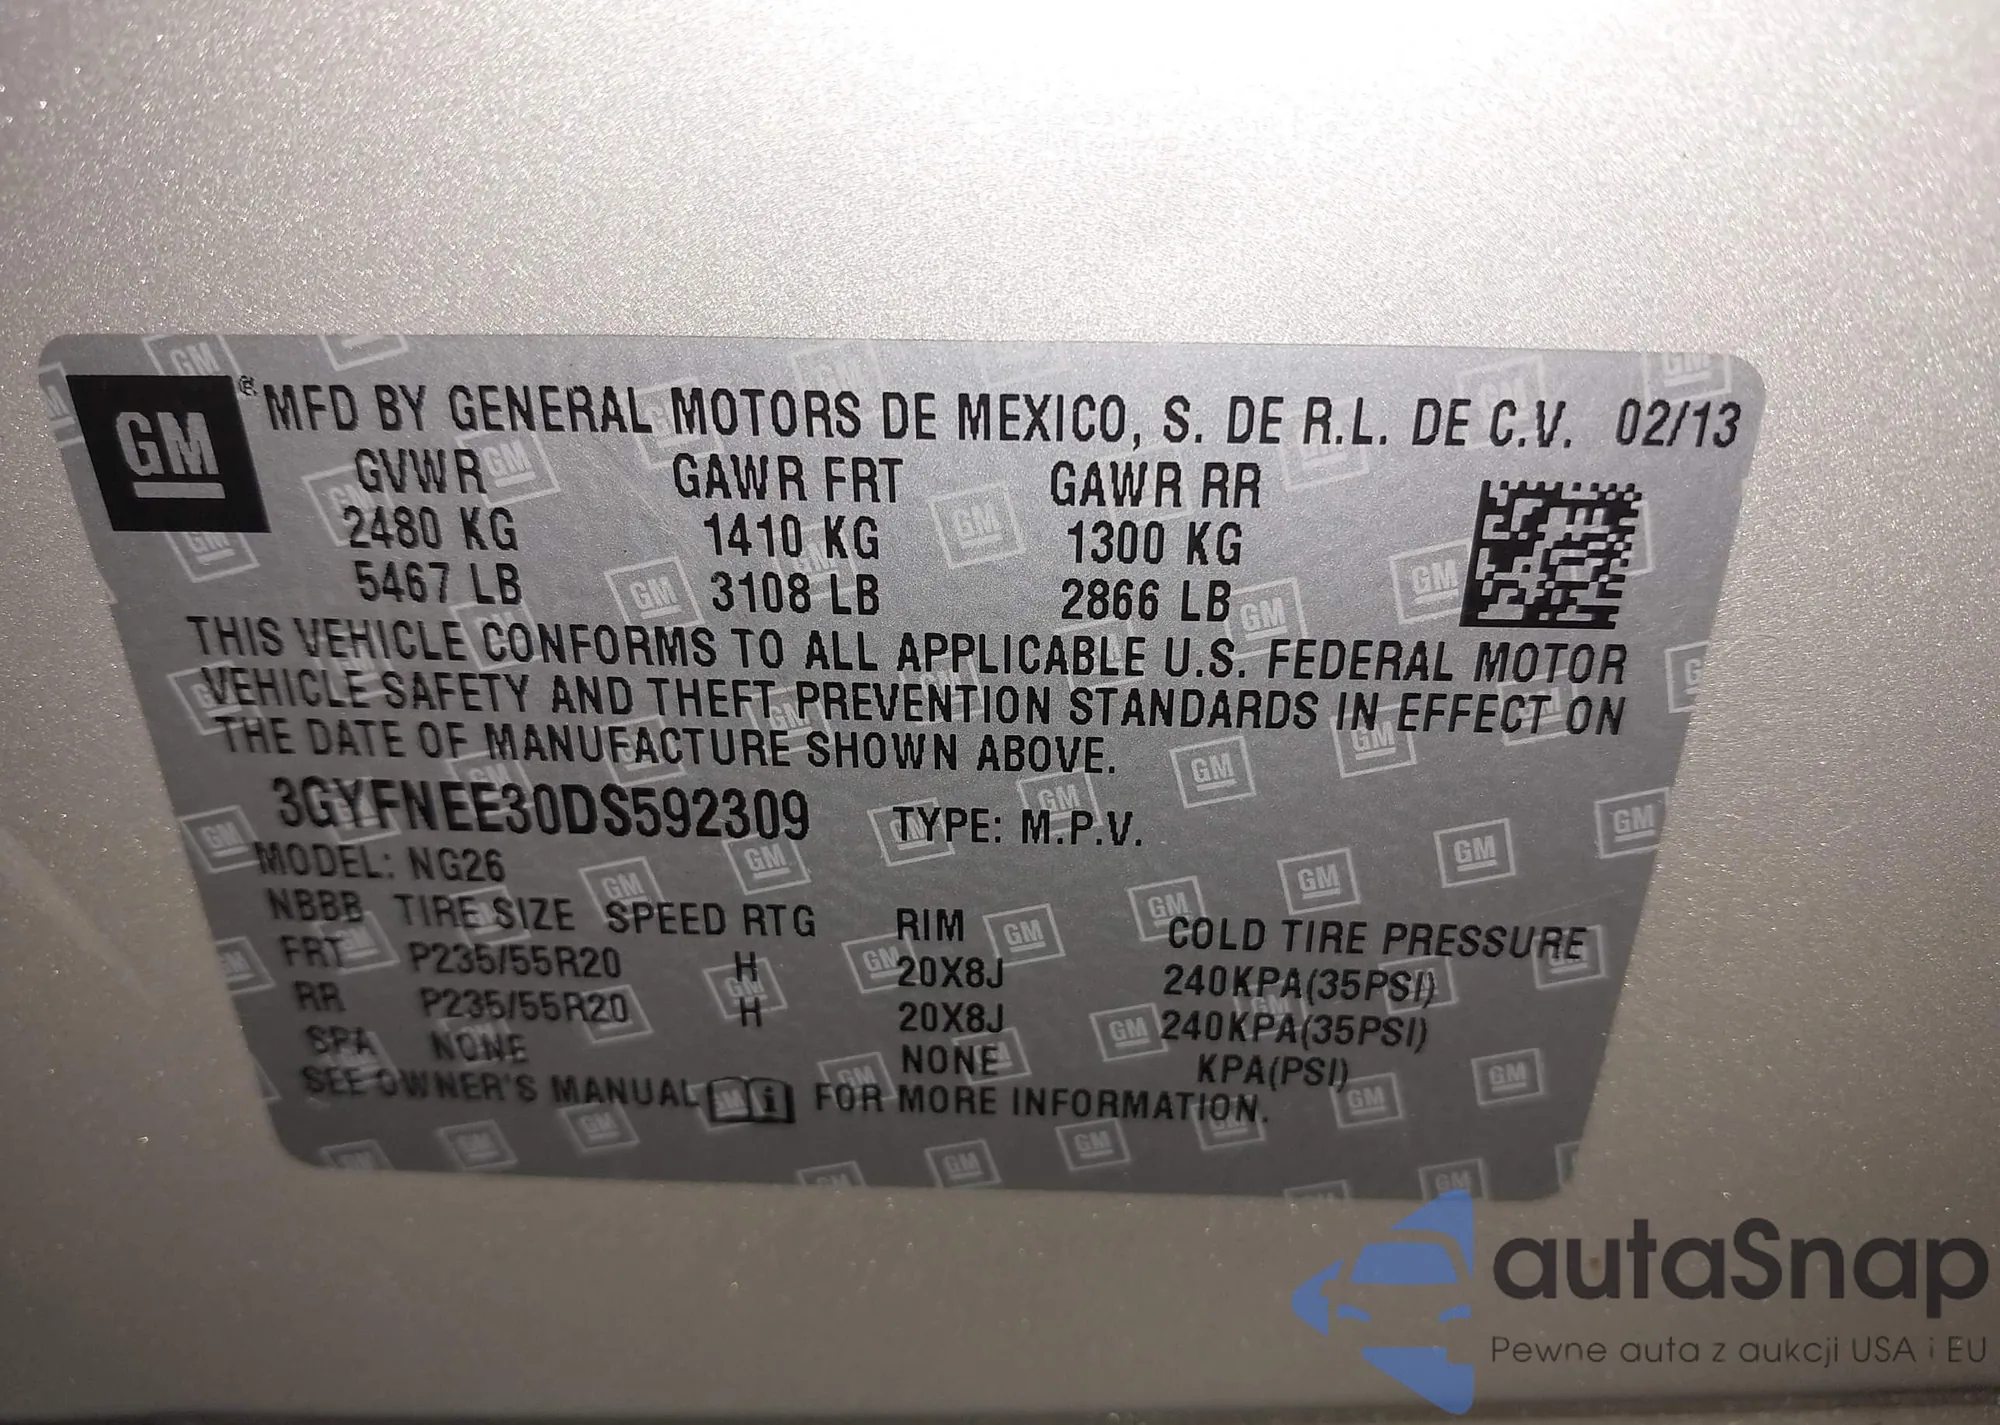 GM
® MFD BY GENERAL MOTORS DE MEXICO, S. DE R.L. DE C.V. 02/13
GVWR GAWR FRT GAWR RR
2480 KG 1410 KG 1300 KG
5467 LB 3108 LB 2866 LB
THIS VEHICLE CONFORMS TO ALL APPLICABLE U.S. FEDERAL MOTOR
VEHICLE SAFETY AND THEFT PREVENTION STANDARDS IN EFFECT ON
THE DATE OF MANUFACTURE SHOWN ABOVE.
3GYFNEE30DS592309 TYPE: M.P.V.
MODEL: NG26
NBBB TIRE SIZE SPEED RTG RIM COLD TIRE PRESSURE
FRT P235/55R20 H 20X8J 240KPA(35PSI)
RR P235/55R20 H 20X8J 240KPA(35PSI)
SPA NONE NONE KPA(PSI)
SEE OWNER'S MANUAL i FOR MORE INFORMATION.
autaSnap
Pewne auta z aukcji USA i EU